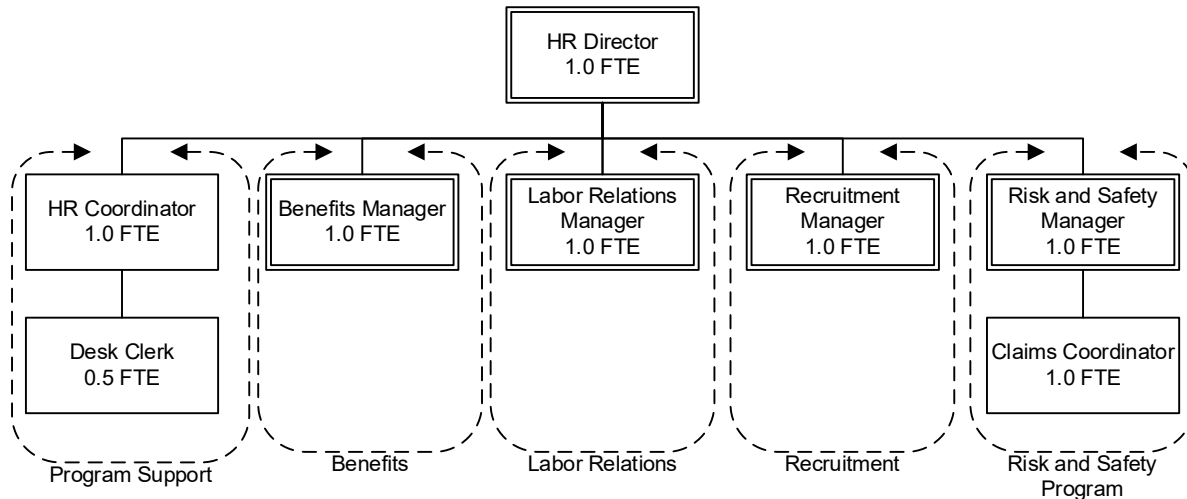 HR Director
1.0 FTE
HR Coordinator
1.0 FTE
Benefits Manager
1.0 FTE
Labor Relations
Manager
1.0 FTE
Recruitment
Manager
1.0 FTE
Risk and Safety
Manager
1.0 FTE
Desk Clerk
0.5 FTE
Claims Coordinator
1.0 FTE
Program Support
Benefits
Labor Relations
Recruitment
Risk and Safety
Program